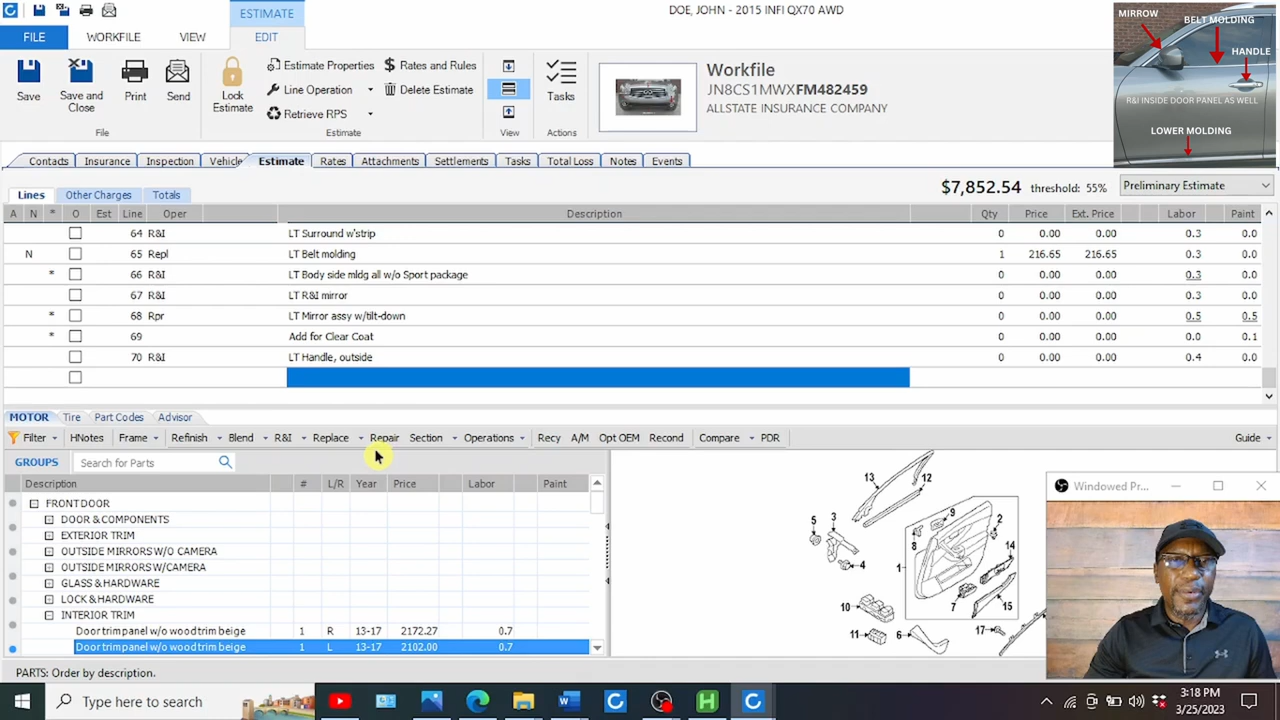 ESTIMATE
DOE, JOHN - 2015 INFI QX70 AWD
FILE
WORKFILE
VIEW
EDIT
Save
Save and Close
Print
Send
File
Lock Estimate
Estimate Properties
Line Operation
Retrieve RPS
Rates and Rules
Delete Estimate
Estimate
View
Tasks
Actions
Workfile
JN8CS1MWXFM482459
ALLSTATE INSURANCE COMPANY
MIRROW
BELT MOLDING
HANDLE
R&I INSIDE DOOR PANEL AS WELL
LOWER MOLDING
Contacts Insurance Inspection Vehicle Estimate Rates Attachments Settlements Tasks Total Loss Notes Events
Lines Other Charges Totals
$7,852.54 threshold: 55% Preliminary Estimate
A N * O Est Line Oper Description Qty Price Ext. Price Labor Paint
64 R&I LT Surround w'strip 0 0.00 0.00 0.3 0.0
N 65 Repl LT Belt molding 1 216.65 216.65 0.3 0.0
* 66 R&I LT Body side mldg all w/o Sport package 0 0.00 0.00 0.3 0.0
67 R&I LT R&I mirror 0 0.00 0.00 0.3 0.0
* 68 Rpr LT Mirror assy w/tilt-down 0 0.00 0.00 0.5 0.5
* 69 Add for Clear Coat 0 0.00 0.00 0.0 0.1
70 R&I LT Handle, outside 0 0.00 0.00 0.4 0.0
MOTOR Tire Part Codes Advisor
Filter HNotes Frame Refinish Blend R&I Replace Repair Section Operations Recy A/M Opt OEM Recond Compare PDR Guide
GROUPS Search for Parts
Description # L/R Year Price Labor Paint
FRONT DOOR
DOOR & COMPONENTS
EXTERIOR TRIM
OUTSIDE MIRRORS W/O CAMERA
OUTSIDE MIRRORS W/CAMERA
GLASS & HARDWARE
LOCK & HARDWARE
INTERIOR TRIM
Door trim panel w/o wood trim beige 1 R 13-17 2172.27 0.7
Door trim panel w/o wood trim beige 1 L 13-17 2102.00 0.7
13
12
5 3 9 2
8
4
14
1
7
15
10
11 6 17
Windowed Pr...
PARTS: Order by description.
Type here to search
3:18 PM
3/25/2023